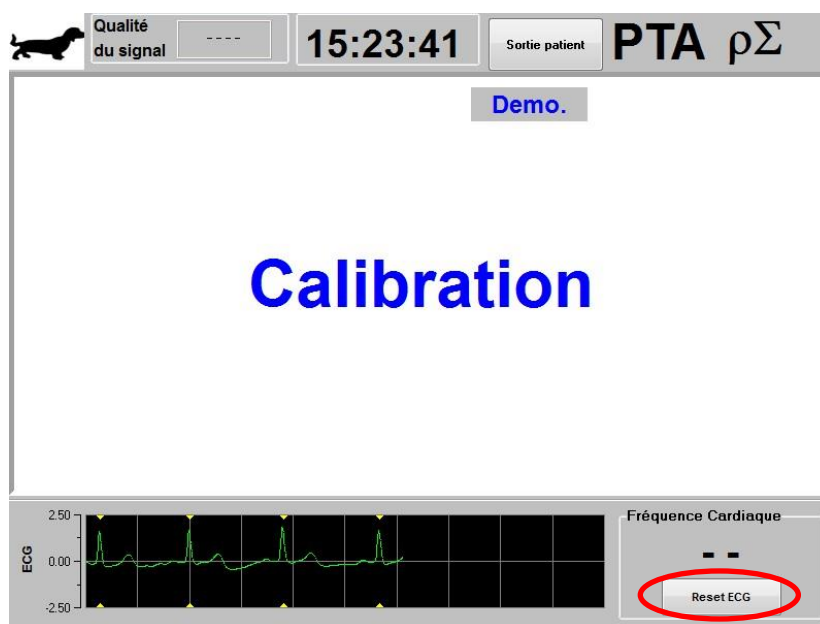 Qualité
du signal
----
15:23:41
Sortie patient
PTA ρΣ
Demo.
Calibration
ECG
2.50
0.00
-2.50
Fréquence Cardiaque
--
Reset ECG